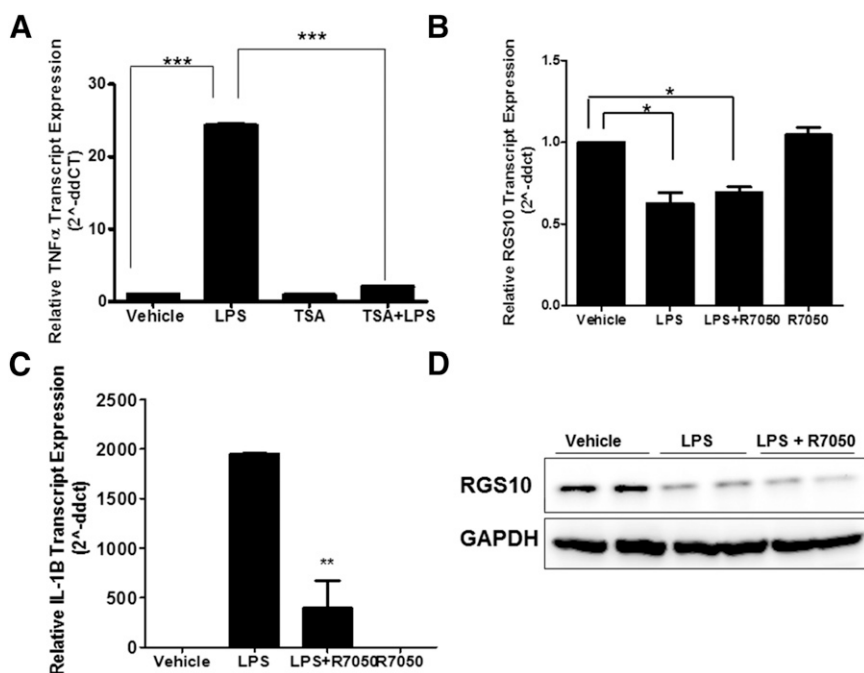 A
Relative TNFα Transcript Expression
(2^-ddCT)
***
***
30
20
10
0
Vehicle LPS TSA TSA+LPS
B
Relative RGS10 Transcript Expression
(2^-ddct)
*
*
1.5
1.0
0.5
0.0
Vehicle LPS LPS+R7050 R7050
C
Relative IL-1B Transcript Expression
(2^-ddct)
2500
2000
1500
1000
500
0
**
Vehicle LPS LPS+R7050 R7050
D
Vehicle LPS LPS + R7050
RGS10
GAPDH